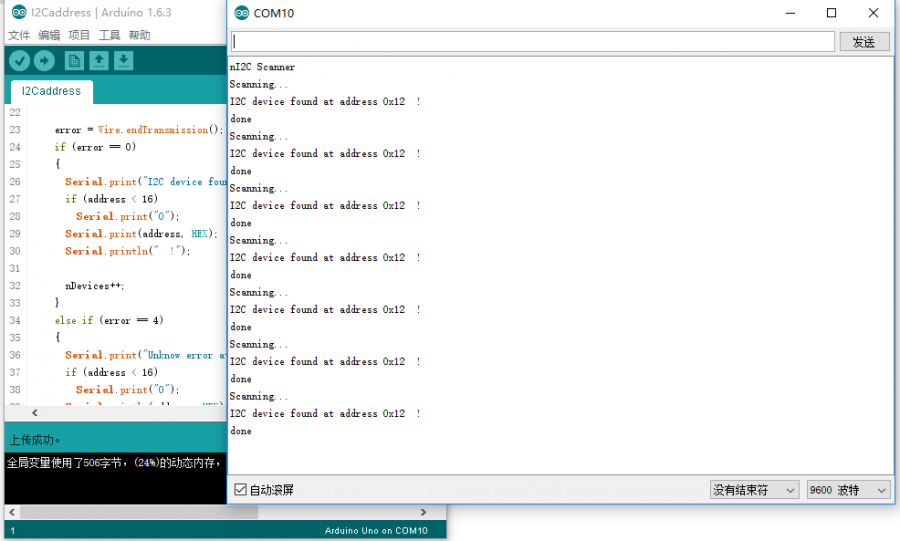 I2Caddress | Arduino 1.6.3
文件 编辑 项目 工具 帮助
I2Caddress
22
23 error = Wire.endTransmission();
24 if (error == 0)
25 {
26 Serial.print("I2C device foun
27 if (address < 16)
28 Serial.print("0");
29 Serial.print(address, HEX);
30 Serial.println("  !");
31
32 nDevices++;
33 }
34 else if (error == 4)
35 {
36 Serial.print("Unknow error a
37 if (address < 16)
38 Serial.print("0");
上传成功。
全局变量使用了506字节，(24%)的动态内存，
1
Arduino Uno on COM10
COM10
发送
nI2C Scanner
Scanning...
I2C device found at address 0x12  !
done
Scanning...
I2C device found at address 0x12  !
done
Scanning...
I2C device found at address 0x12  !
done
Scanning...
I2C device found at address 0x12  !
done
Scanning...
I2C device found at address 0x12  !
done
Scanning...
I2C device found at address 0x12  !
done
Scanning...
I2C device found at address 0x12  !
done
自动滚屏
没有结束符
9600 波特